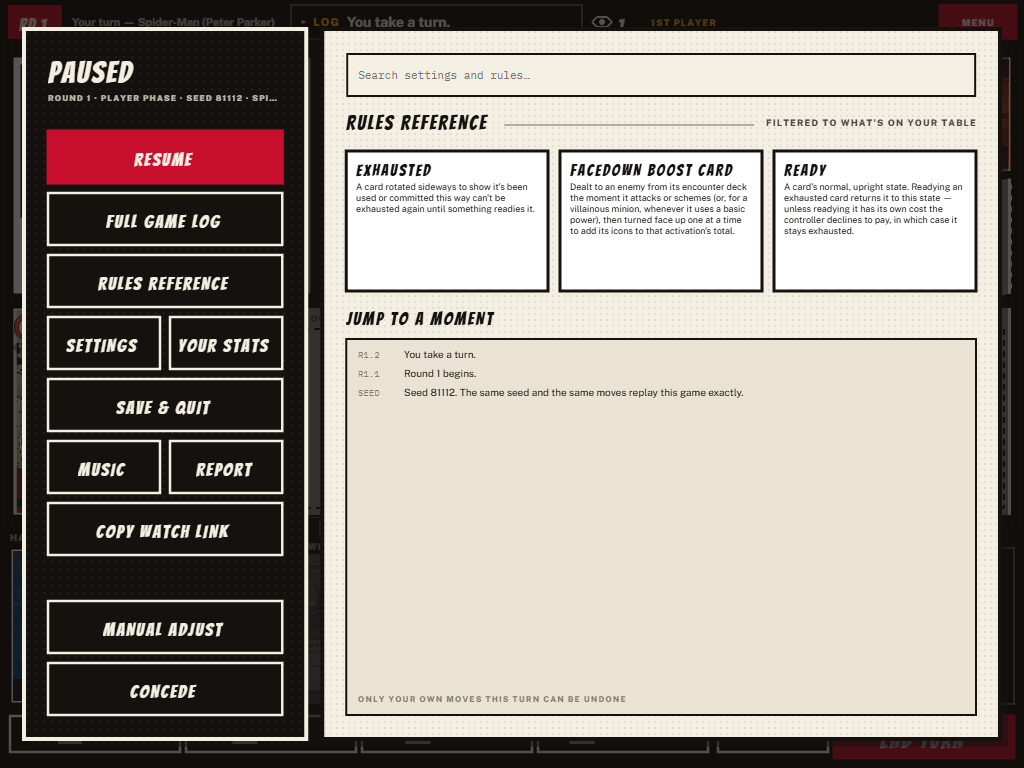 RD 1
Your turn — Spider-Man (Peter Parker)
LOG You take a turn.
1
1ST PLAYER
MENU
PAUSED
ROUND 1 · PLAYER PHASE · SEED 81112 · SPI…
RESUME
FULL GAME LOG
RULES REFERENCE
SETTINGS
YOUR STATS
SAVE & QUIT
MUSIC
REPORT
COPY WATCH LINK
MANUAL ADJUST
CONCEDE
Search settings and rules…
RULES REFERENCE
FILTERED TO WHAT'S ON YOUR TABLE
EXHAUSTED
A card rotated sideways to show it's been
used or committed this way can't be
exhausted again until something readies it.
FACEDOWN BOOST CARD
Dealt to an enemy from its encounter deck
the moment it attacks or schemes (or, for a
villainous minion, whenever it uses a basic
power), then turned face up one at a time
to add its icons to that activation's total.
READY
A card's normal, upright state. Readying an
exhausted card returns it to this state —
unless readying it has its own cost the
controller declines to pay, in which case it
stays exhausted.
JUMP TO A MOMENT
R1.2 You take a turn.
R1.1 Round 1 begins.
SEED Seed 81112. The same seed and the same moves replay this game exactly.
ONLY YOUR OWN MOVES THIS TURN CAN BE UNDONE
END TURN